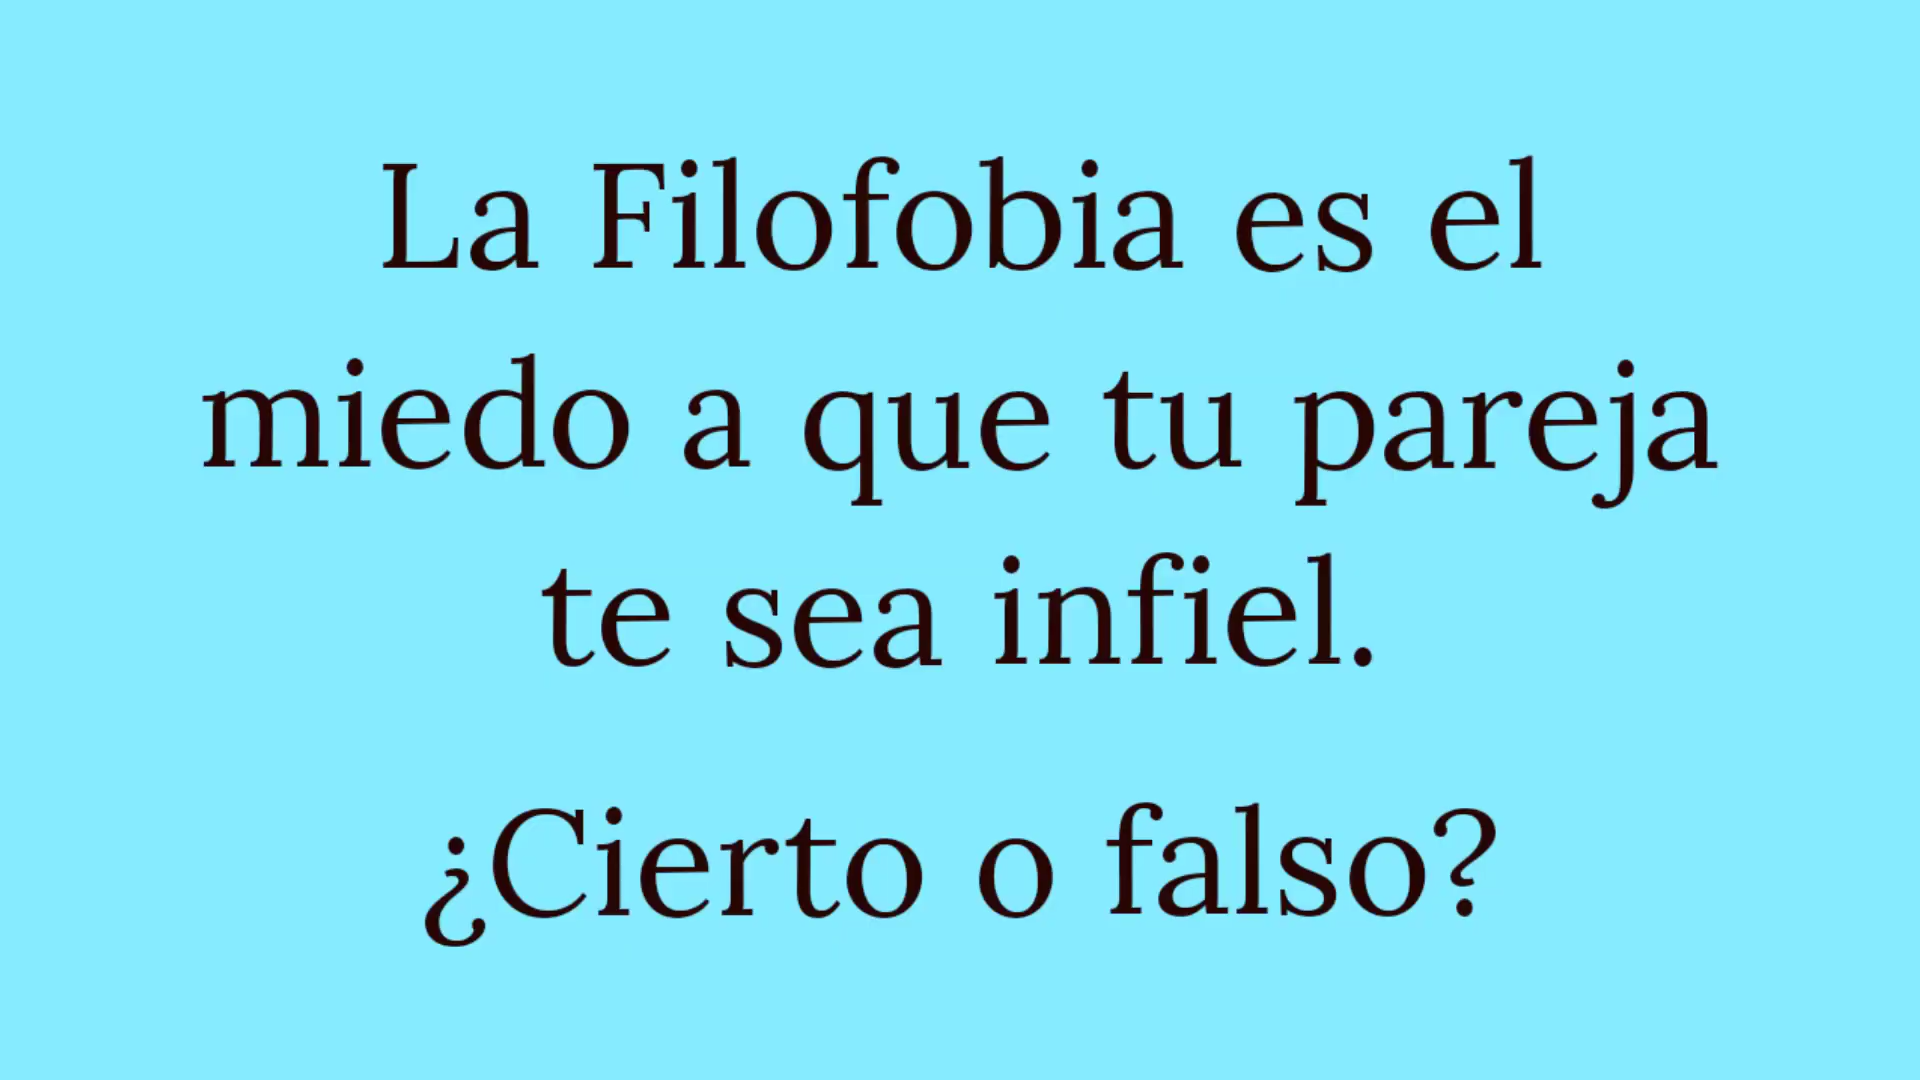 La Filofobia es el
miedo a que tu pareja
te sea infiel.
¿Cierto o falso?